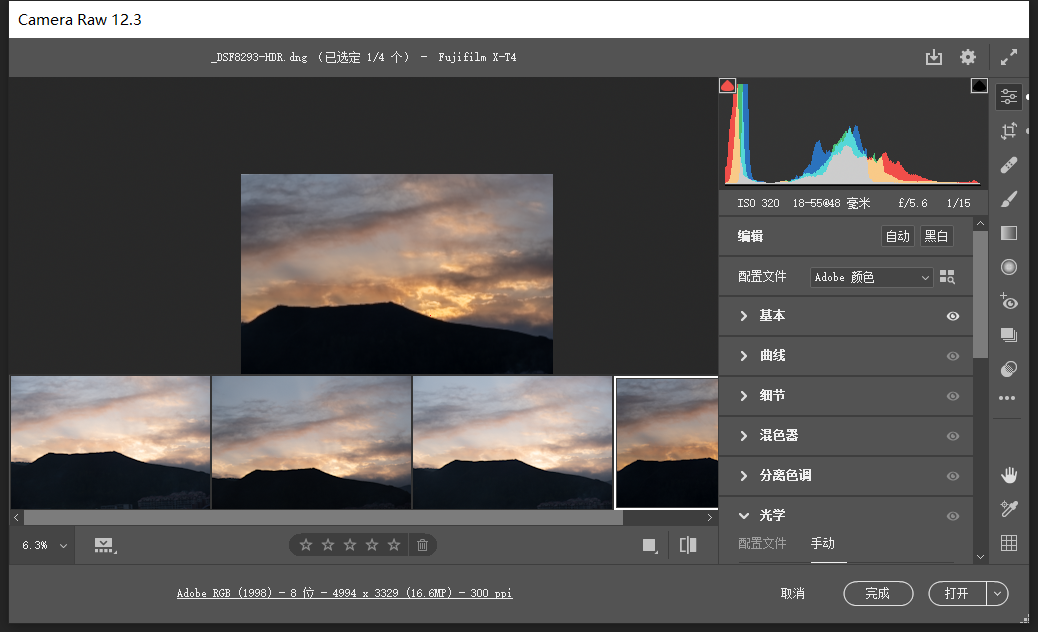 Camera Raw 12.3
_DSF8293-HDR.dng （已选定 1/4 个） - Fujifilm X-T4
ISO 320 18-55@48 毫米 f/5.6 1/15
编辑 自动 黑白
配置文件 Adobe 颜色
基本
曲线
细节
混色器
分离色调
光学
配置文件 手动
6.3%
Adobe RGB (1998) - 8 位 - 4994 x 3329 (16.6MP) - 300 ppi
取消 完成 打开